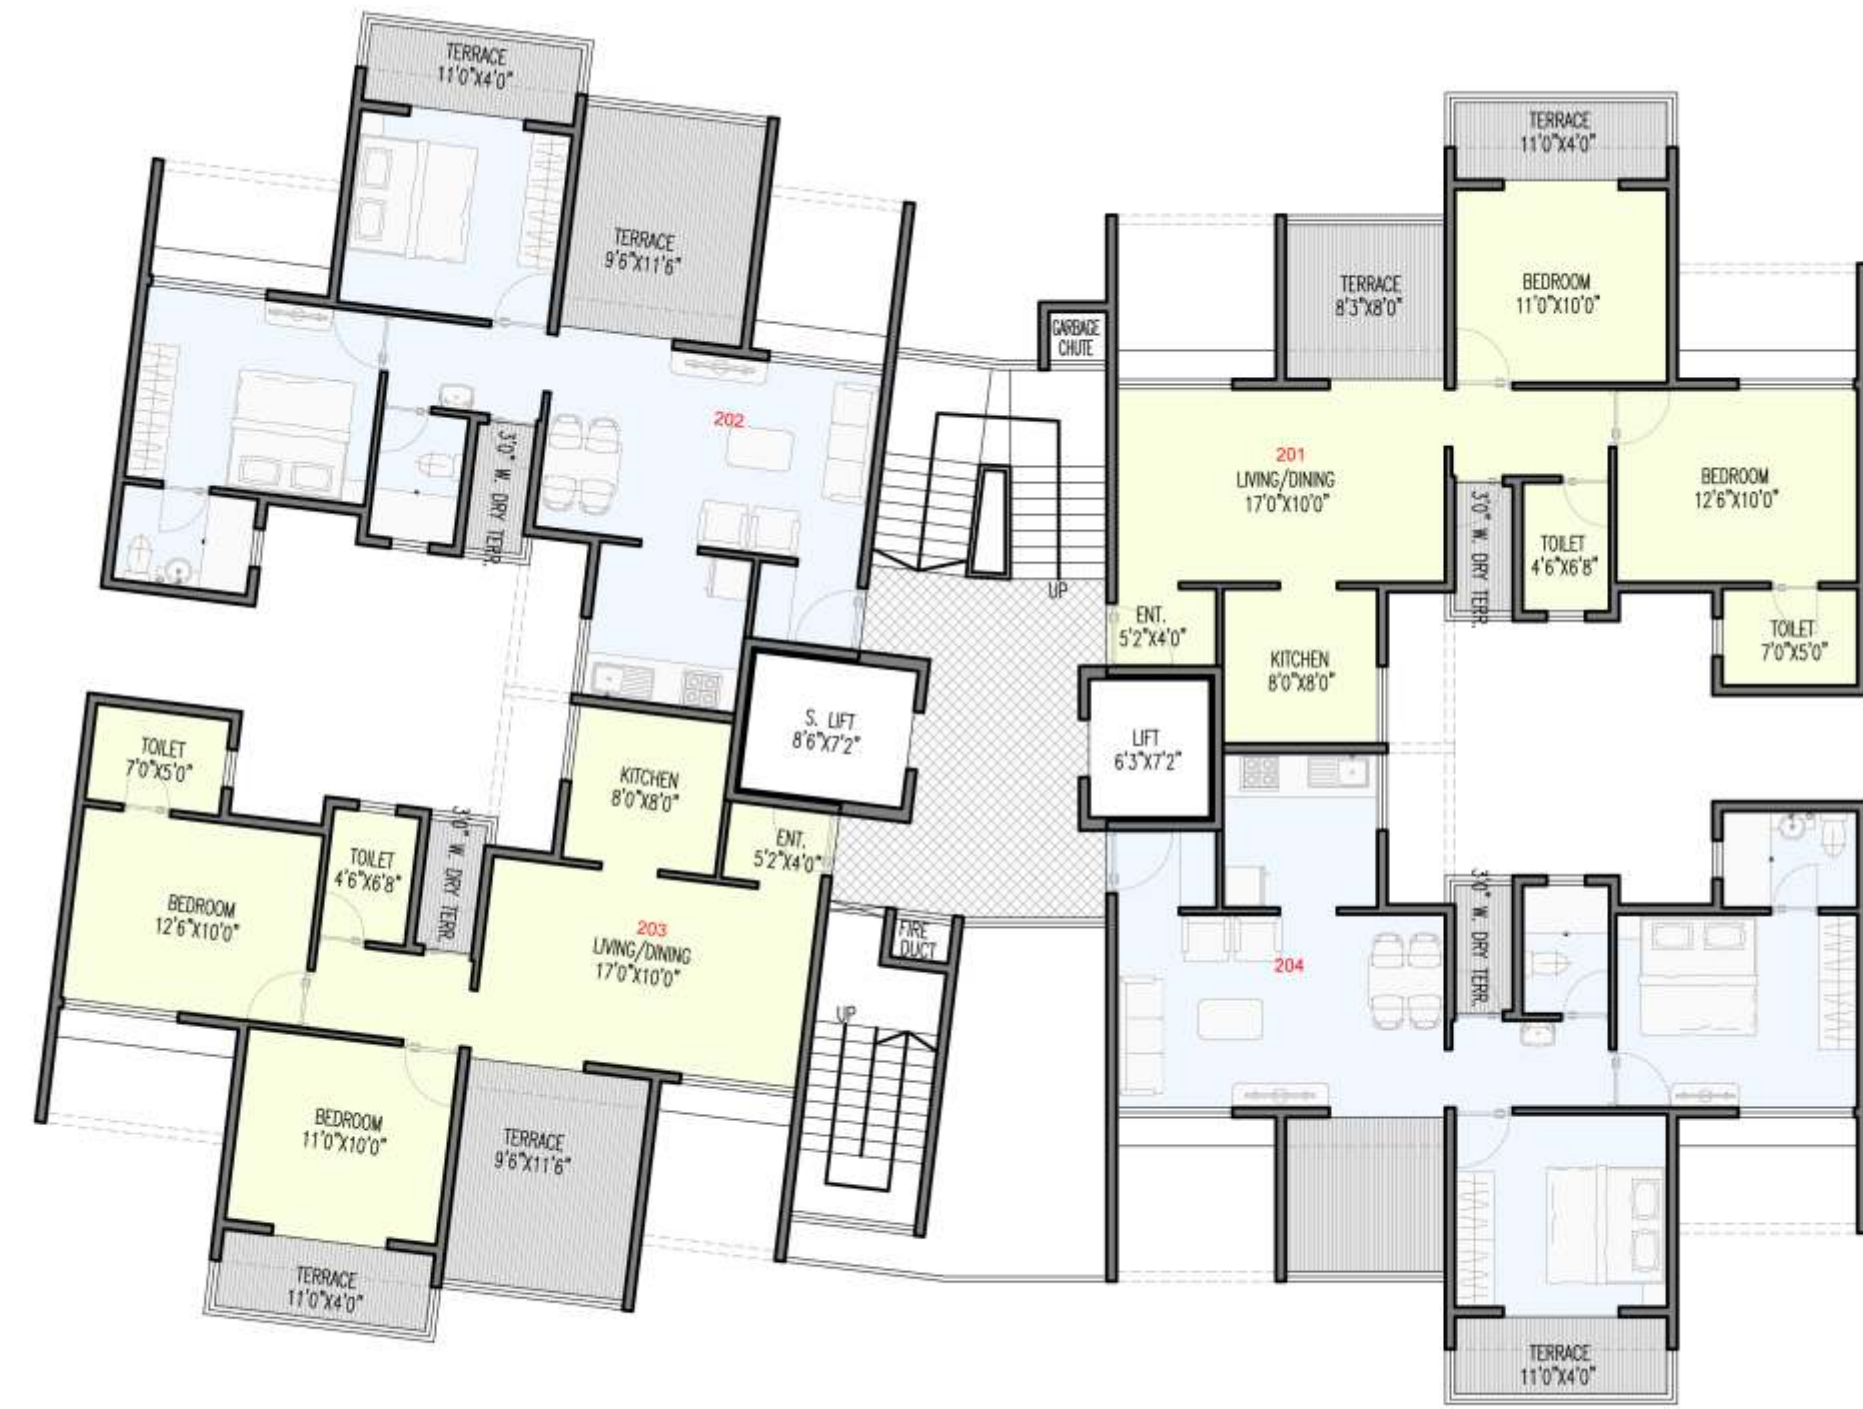 TERRACE
11'0"X4'0"
TERRACE
9'6"X11'6"
202
3'0" W. DRY TERR.
GARBAGE
CHUTE
UP
S. LIFT
8'6"X7'2"
TERRACE
11'0"X4'0"
TERRACE
8'3"X8'0"
BEDROOM
11'0"X10'0"
201
LIVING/DINING
17'0"X10'0"
BEDROOM
12'6"X10'0"
3'0" W. DRY TERR.
TOILET
4'6"X6'8"
ENT.
5'2"X4'0"
KITCHEN
8'0"X8'0"
TOILET
7'0"X5'0"
LIFT
6'3"X7'2"
TOILET
7'0"X5'0"
KITCHEN
8'0"X8'0"
3'0" W. DRY TERR.
ENT.
5'2"X4'0"
TOILET
4'6"X6'8"
BEDROOM
12'6"X10'0"
203
LIVING/DINING
17'0"X10'0"
FIRE
DUCT
UP
BEDROOM
11'0"X10'0"
TERRACE
9'6"X11'6"
TERRACE
11'0"X4'0"
204
3'0" W. DRY TERR.
TERRACE
11'0"X4'0"